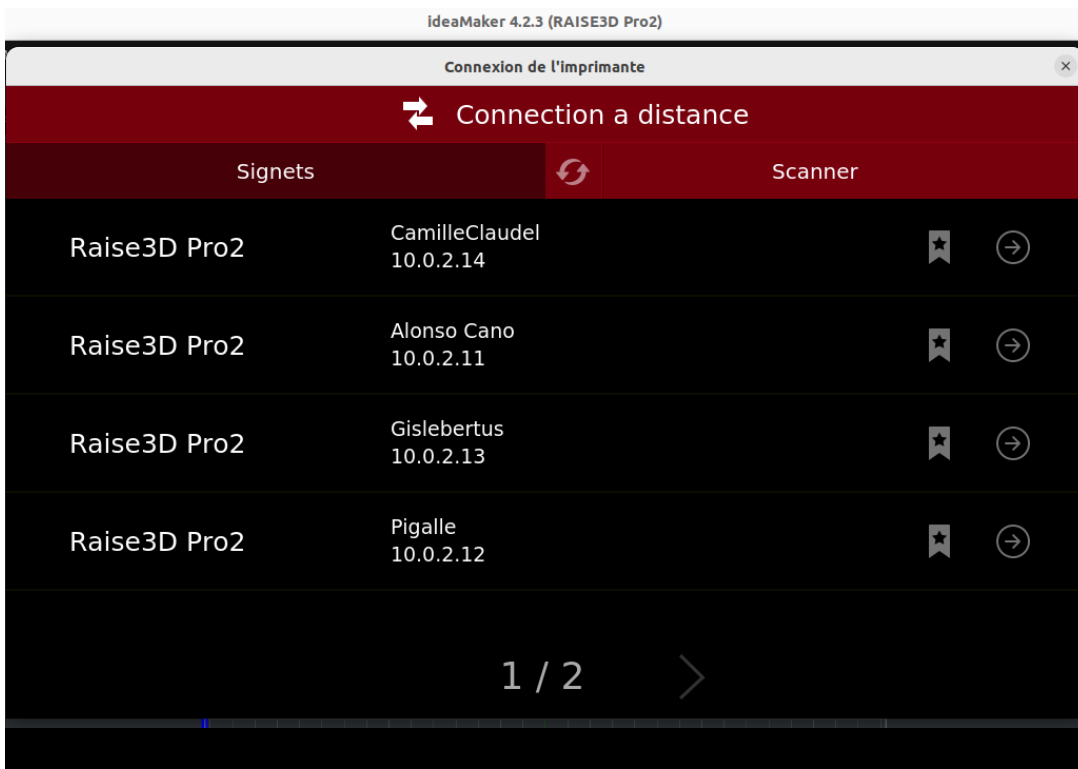 ideaMaker 4.2.3 (RAISE3D Pro2)
Connexion de l'imprimante
Connection a distance
Signets
Scanner
Raise3D Pro2
CamilleClaudel
10.0.2.14
Raise3D Pro2
Alonso Cano
10.0.2.11
Raise3D Pro2
Gislebertus
10.0.2.13
Raise3D Pro2
Pigalle
10.0.2.12
1 / 2